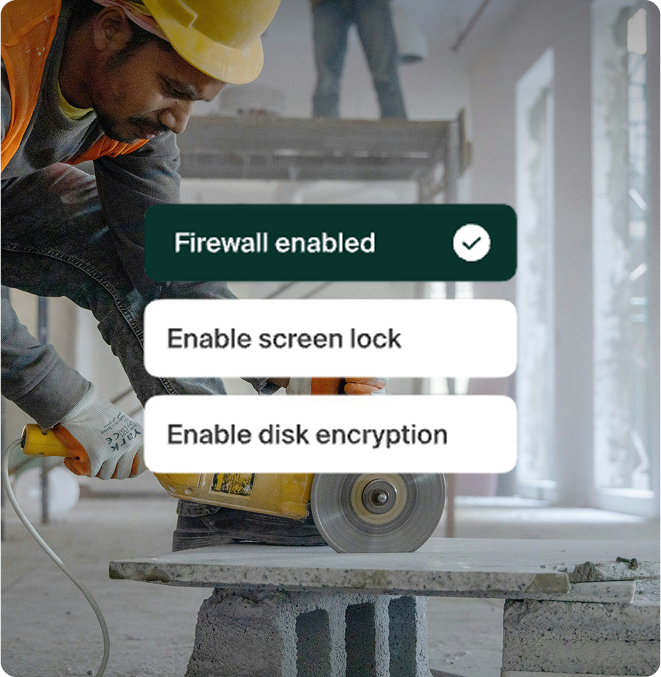 Firewall enabled
Enable screen lock
Enable disk encryption